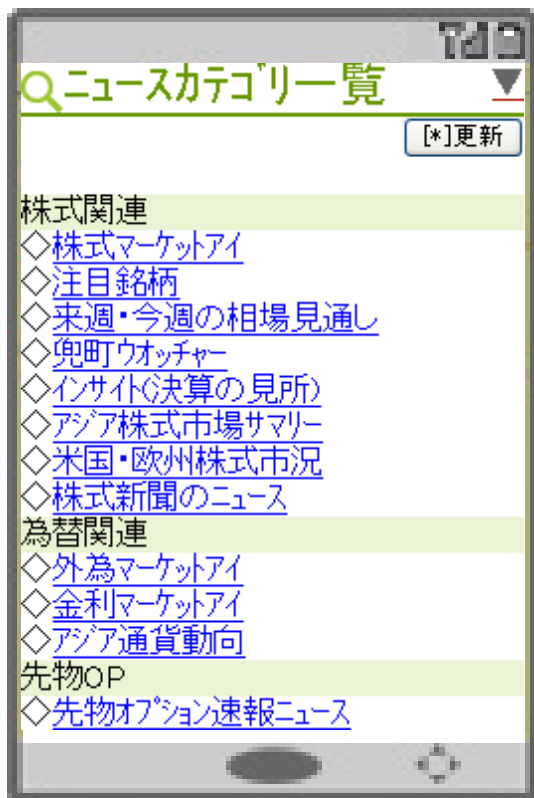 ニュースカテゴリ一覧 ▼
[*]更新
株式関連
◇株式ﾏｰｹｯﾄｱｲ
◇注目銘柄
◇来週・今週の相場見通し
◇兜町ｳｵｯﾁｬｰ
◇ｲﾝｻｲﾄ(決算の見所)
◇ｱｼﾞｱ株式市場ｻﾏﾘｰ
◇米国・欧州株式市況
◇株式新聞のﾆｭｰｽ
為替関連
◇外為ﾏｰｹｯﾄｱｲ
◇金利ﾏｰｹｯﾄｱｲ
◇ｱｼﾞｱ通貨動向
先物OP
◇先物ｵﾌﾟｼｮﾝ速報ﾆｭｰｽ